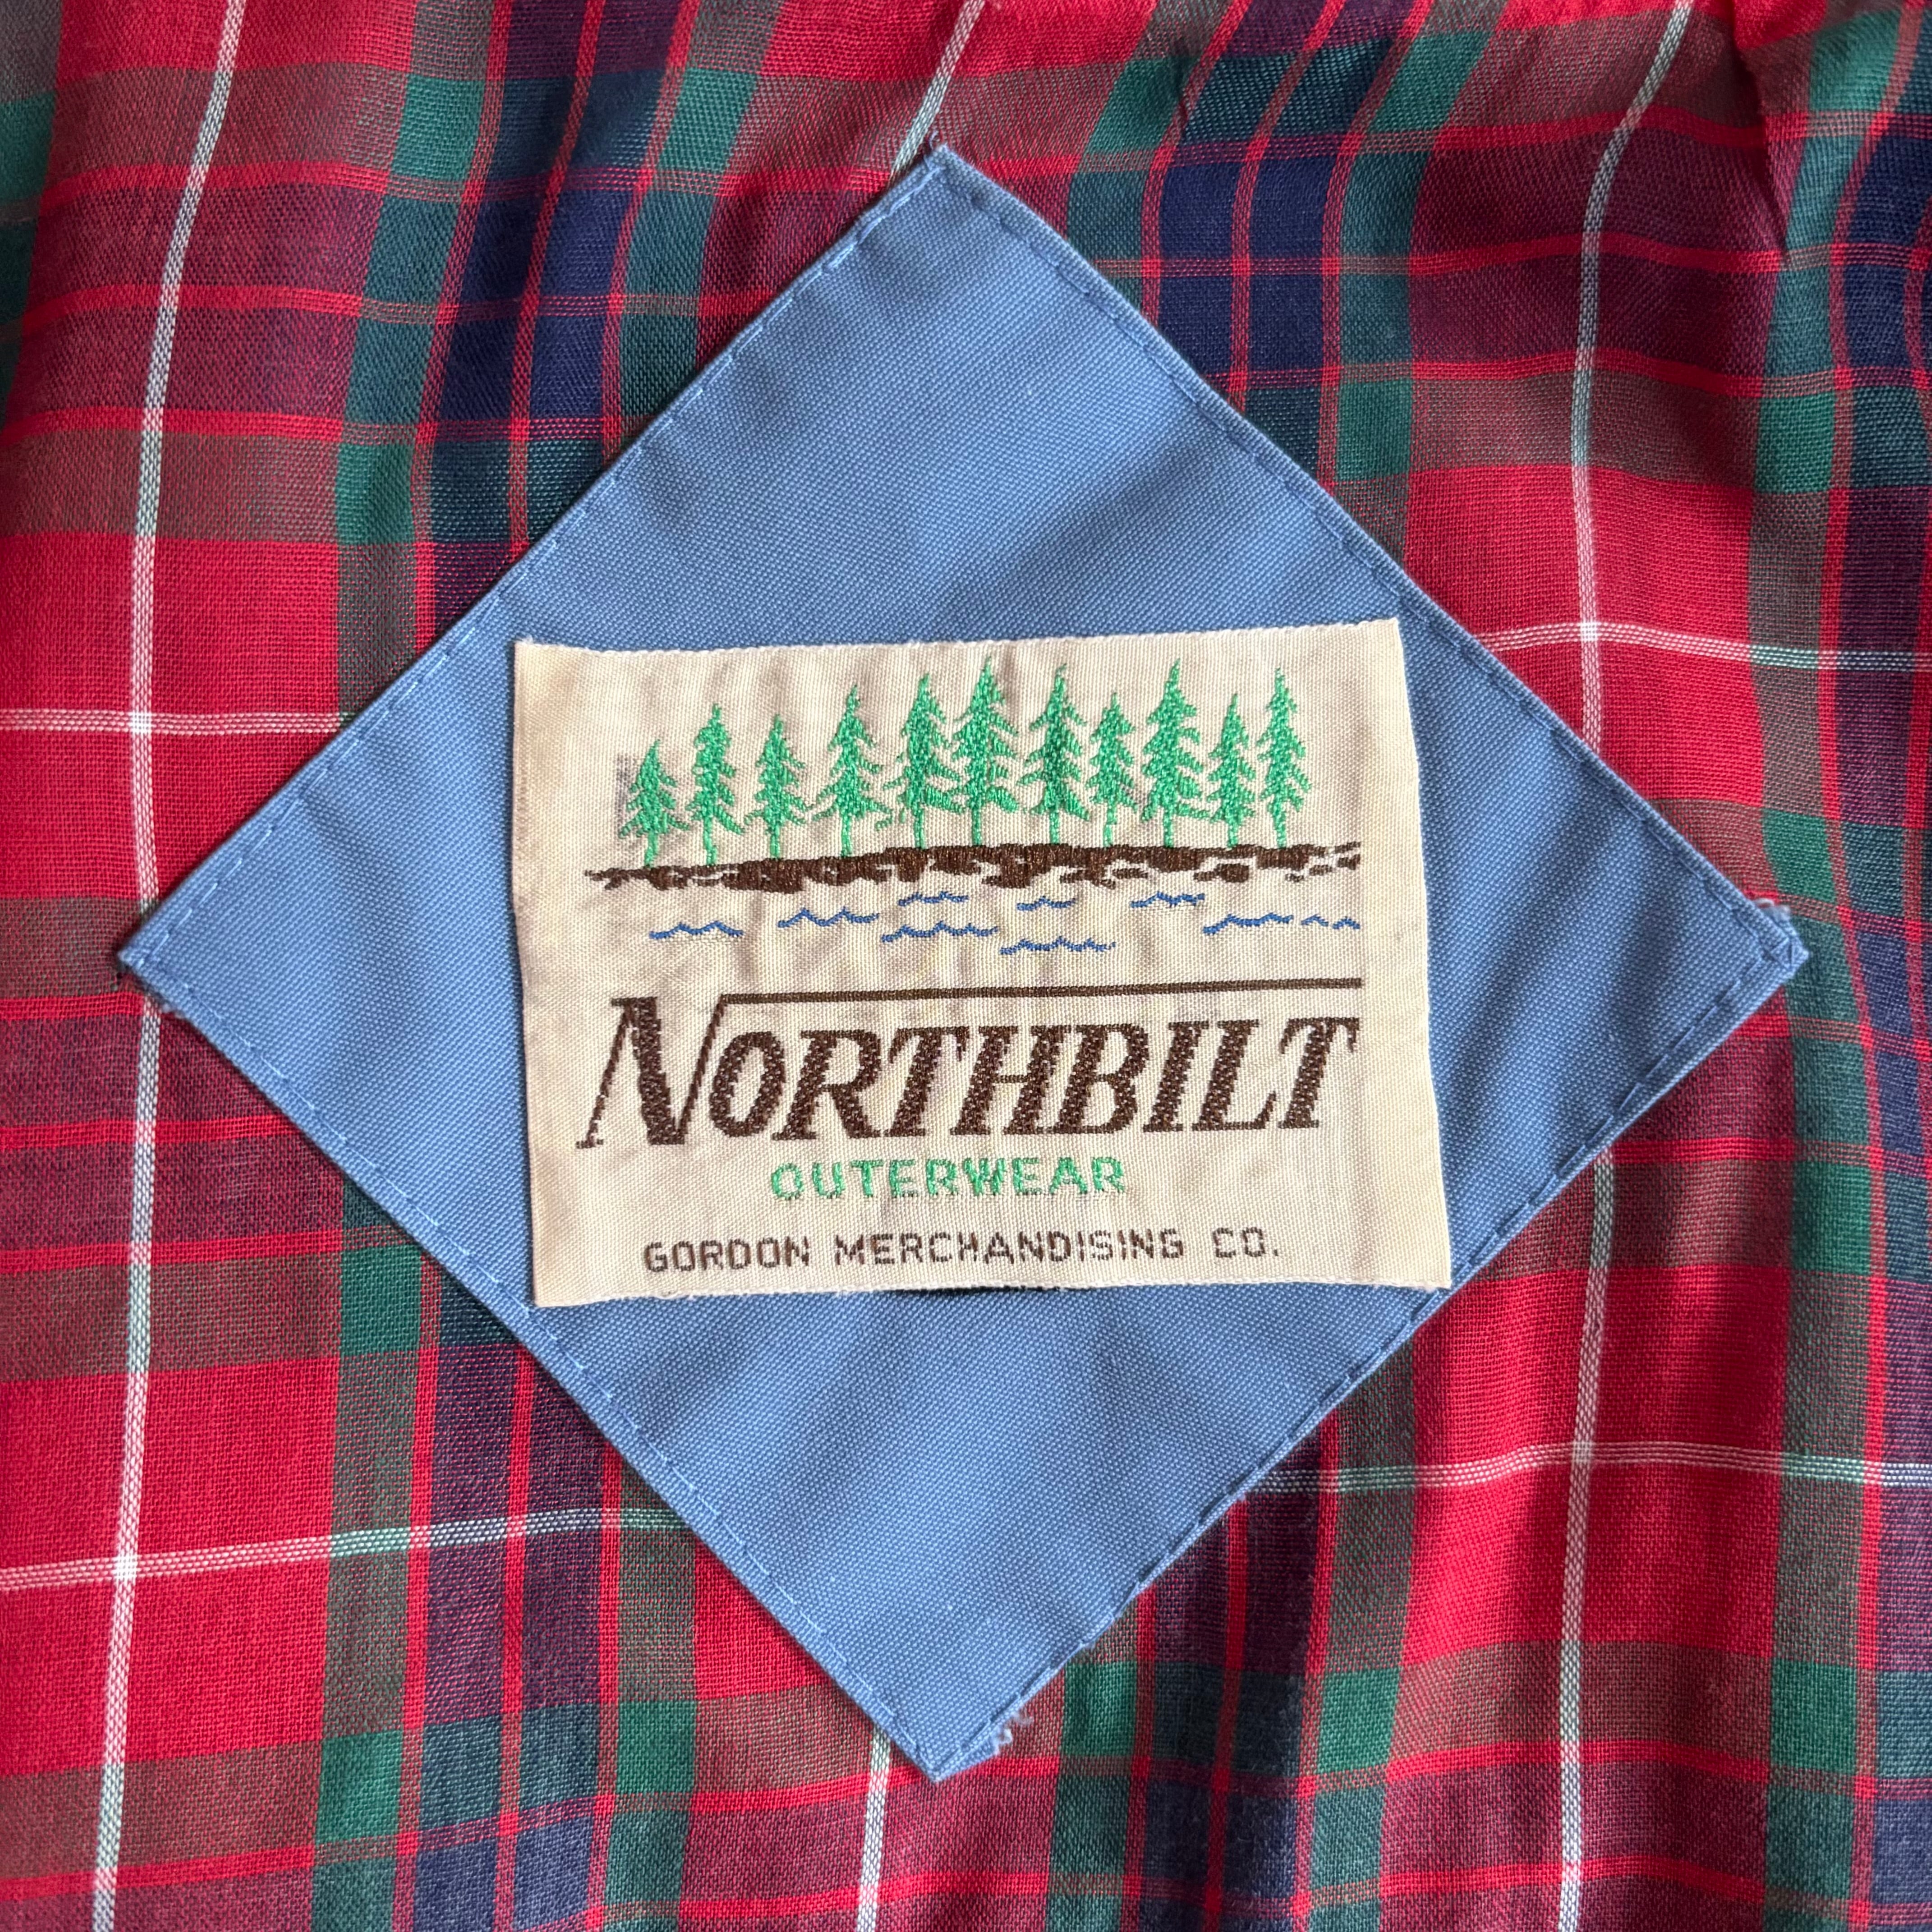 NORTHBILT
OUTERWEAR
GORDON MERCHANDISING CO.